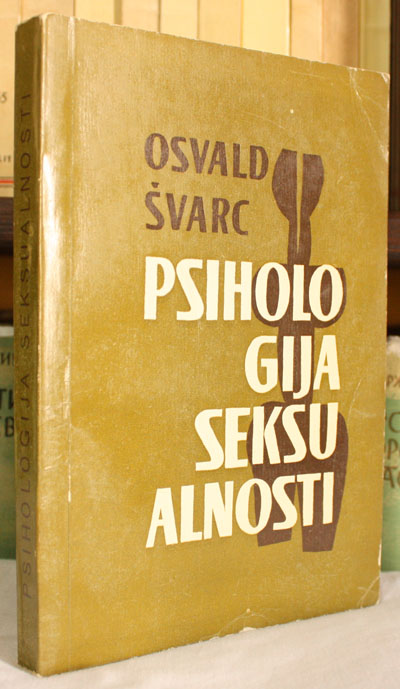 OSVALD
ŠVARC
PSIHOLO
GIJA
SEKSU
ALNOSTI
PSIHOLOGIJA SEKSUALNOSTI